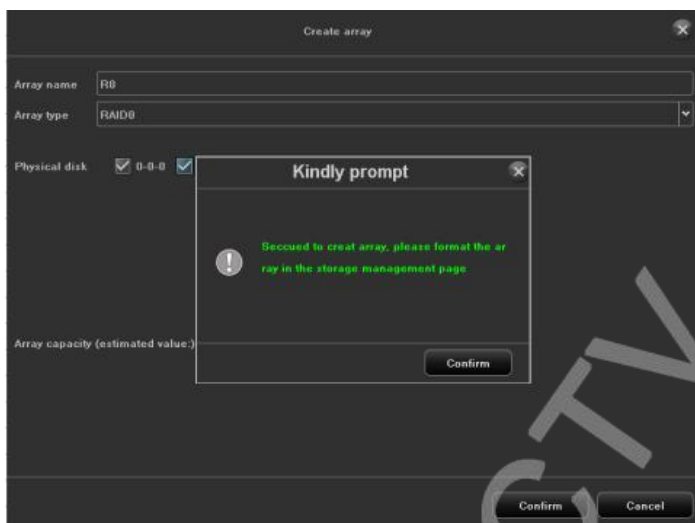 Create array
Array name R0
Array type RAID0
Physical disk 0-0-0
Kindly prompt
Seccued to creat array, please format the ar
ray in the storage management page
Array capacity (estimated value:)
Confirm
Confirm Cancel
CTV